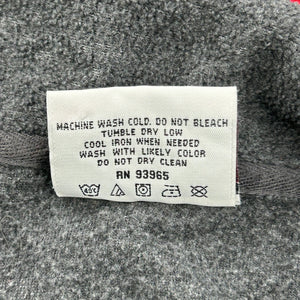 MACHINE WASH COLD. DO NOT BLEACH
TUMBLE DRY LOW
COOL IRON WHEN NEEDED
WASH WITH LIKELY COLOR
DO NOT DRY CLEAN
RN 93965
40°C